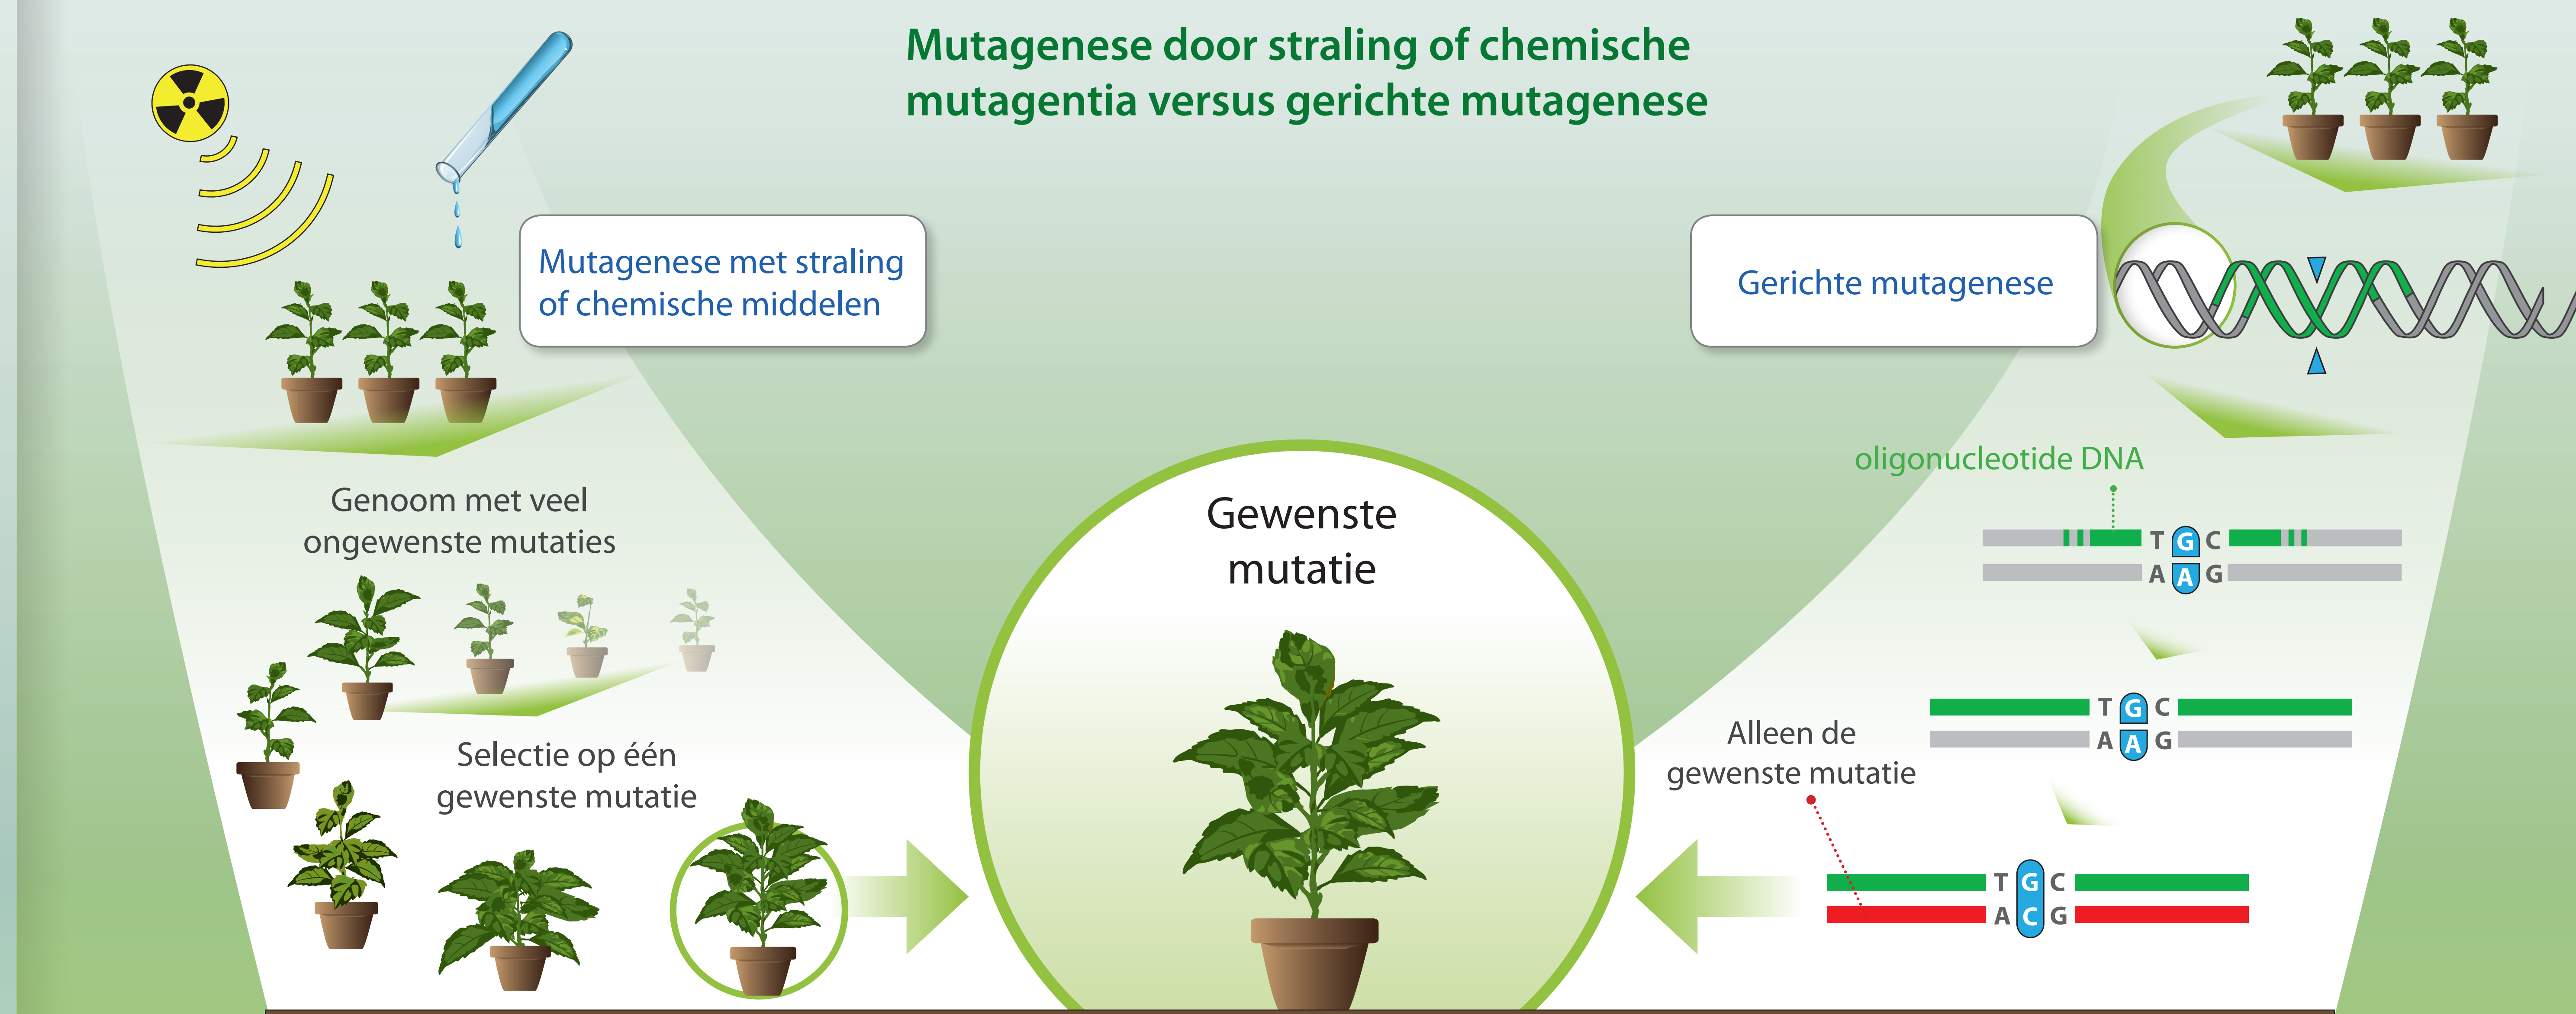 Mutagenese door straling of chemische
mutagentia versus gerichte mutagenese
Mutagenese met straling
of chemische middelen
Genoom met veel
ongewenste mutaties
Selectie op één
gewenste mutatie
Gewenste
mutatie
Gerichte mutagenese
oligonucleotide DNA
T G C
A A G
T G C
A A G
Alleen de
gewenste mutatie
T G C
A C G